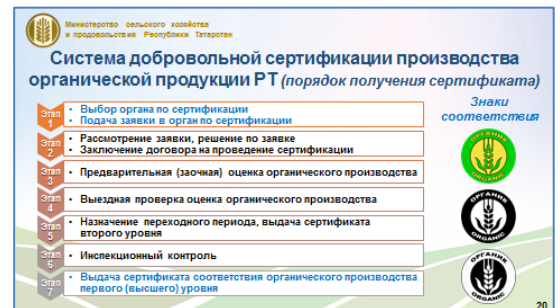 Министерство сельского хозяйства
и продовольствия Республики Татарстан
Система добровольной сертификации производства
органической продукции РТ (порядок получения сертификата)
Знаки
соответствия
Этап
1
• Выбор органа по сертификации
• Подача заявки в орган по сертификации
Этап
2
• Рассмотрение заявки, решение по заявке
• Заключение договора на проведение сертификации
Этап
3
• Предварительная (заочная) оценка органического производства
Этап
4
• Выездная проверка оценка органического производства
Этап
5
• Назначение переходного периода, выдача сертификата
второго уровня
Этап
6
• Инспекционный контроль
Этап
7
• Выдача сертификата соответствия органического производства
первого (высшего) уровня
ОРГАНИК
ORGANIC
ОРГАНИК
ORGANIC
ОРГАНИК
ORGANIC
20